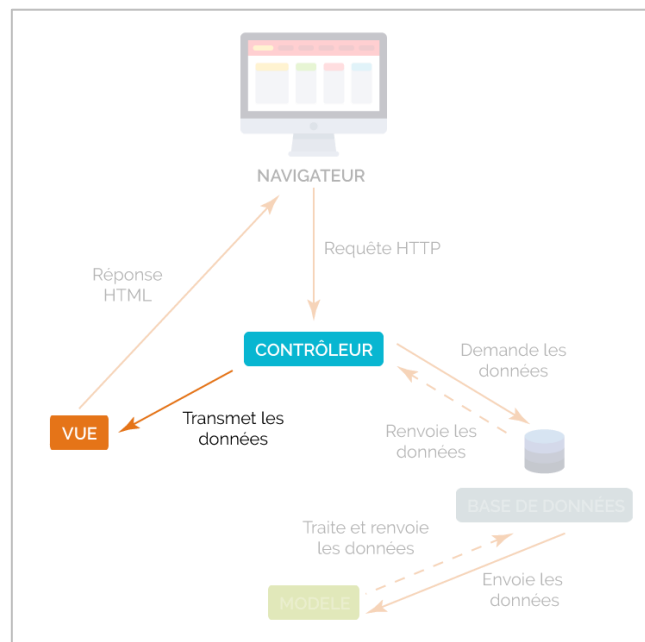 NAVIGATEUR
Requête HTTP
Réponse
HTML
CONTRÔLEUR
Demande les
données
Transmet les
données
VUE
Renvoie les
données
BASE DE DONNÉES
Traite et renvoie
les données
Envoie les
données
MODELE